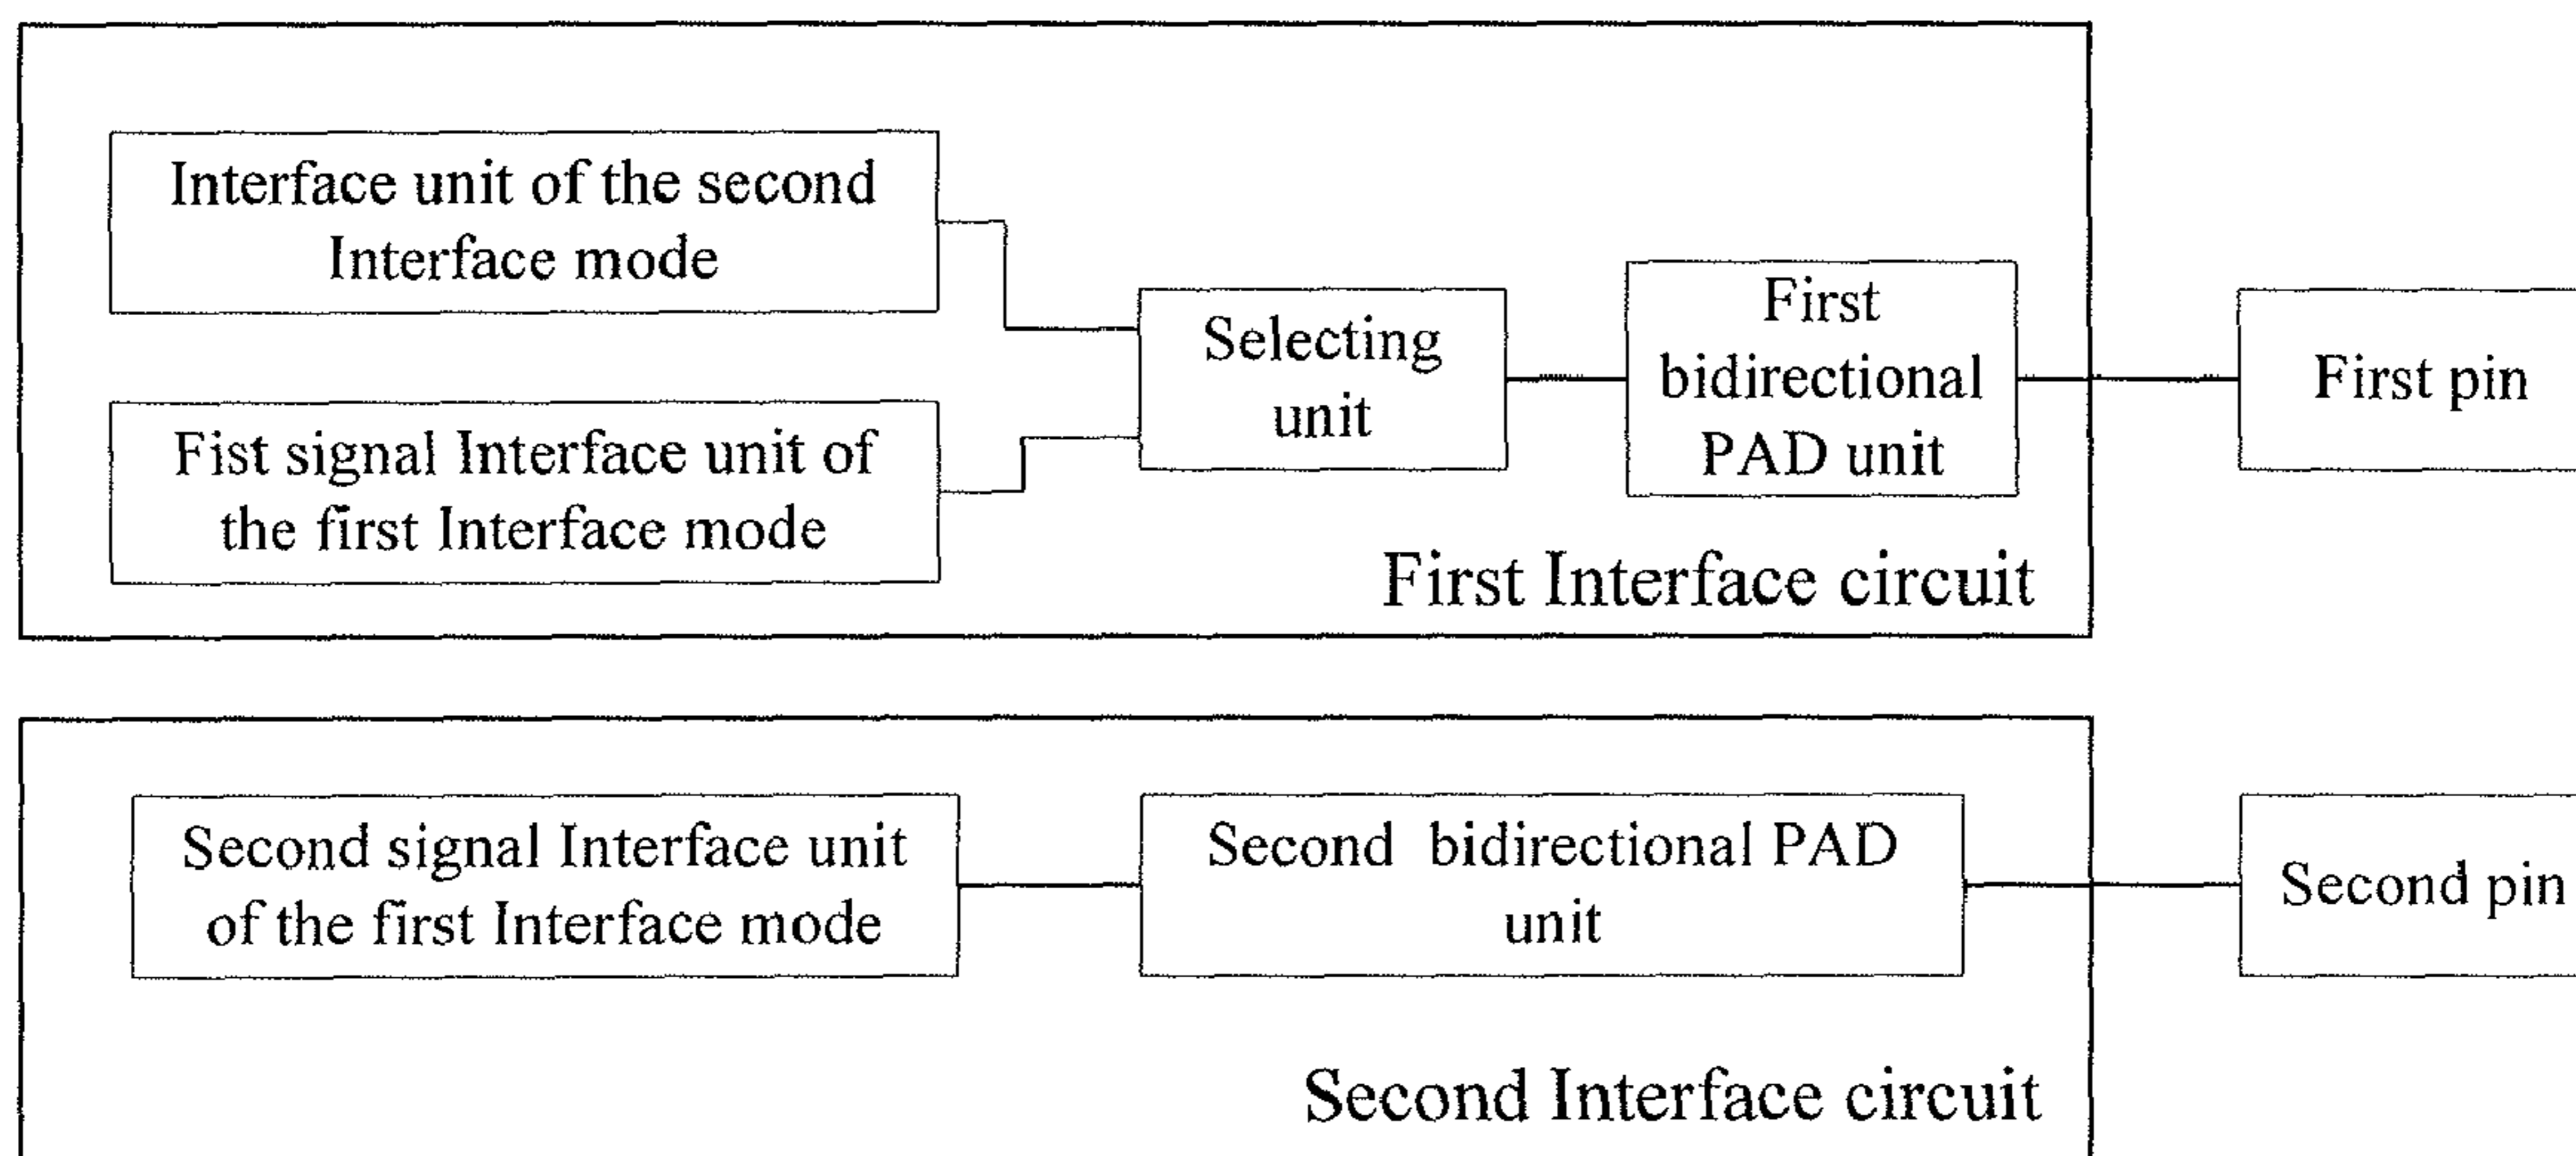 Interface unit of the second
Interface mode
Fist signal Interface unit of
the first Interface mode
Selecting
unit
First
bidirectional
PAD unit
First pin
First Interface circuit
Second signal Interface unit
of the first Interface mode
Second bidirectional PAD
unit
Second pin
Second Interface circuit